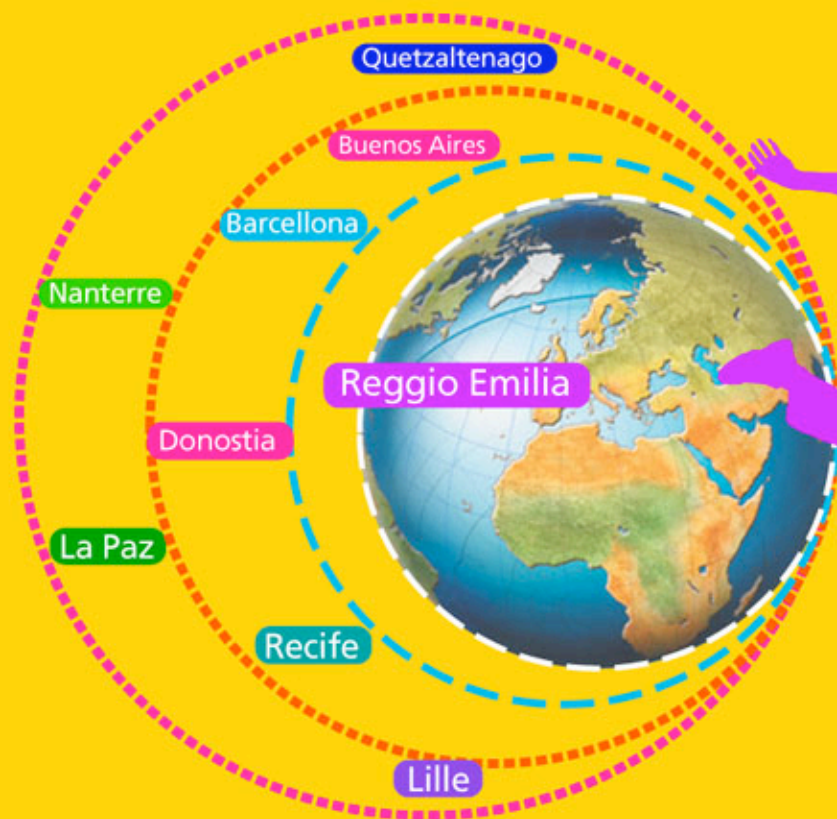 Quetzaltenago
Buenos Aires
Barcellona
Nanterre
Reggio Emilia
Donostia
La Paz
Recife
Lille